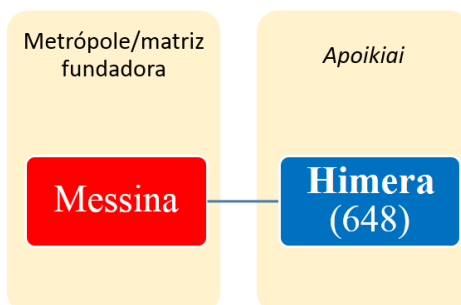 Metrópole/matriz
fundadora
Apoikiai
Messina
Himera
(648)